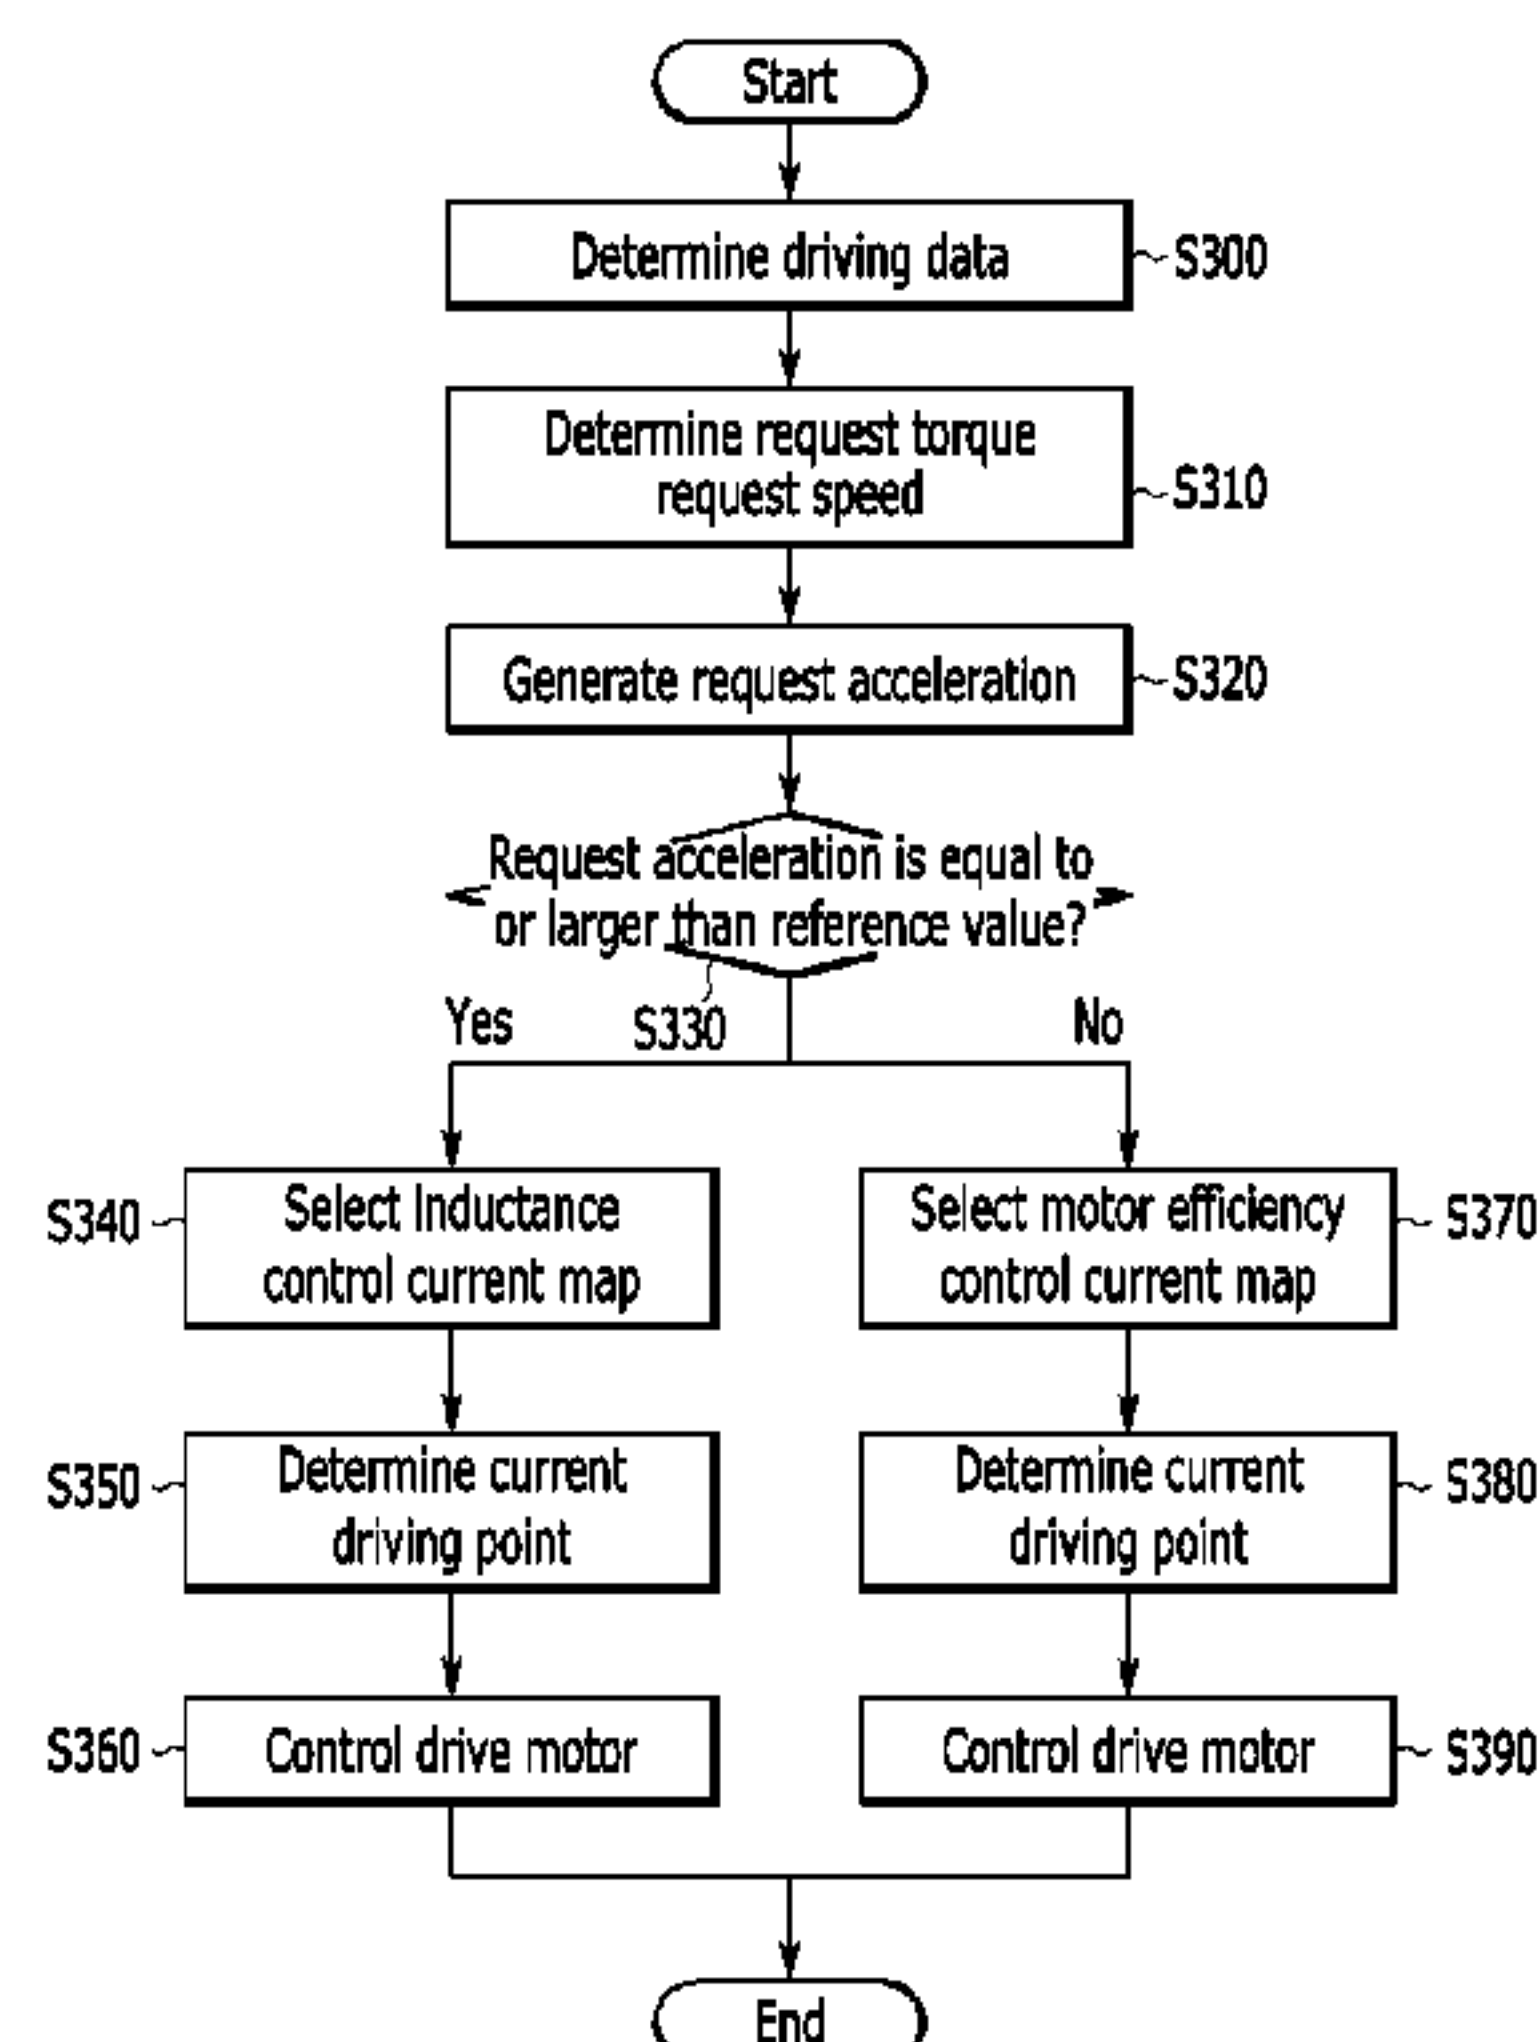 Start
Determine driving data
S300
Determine request torque
request speed
S310
Generate request acceleration
S320
Request acceleration is equal to
or larger than reference value?
S330
Yes
No
S340
Select Inductance
control current map
Select motor efficiency
control current map
S370
S350
Determine current
driving point
Determine current
driving point
S380
S360
Control drive motor
Control drive motor
S390
End